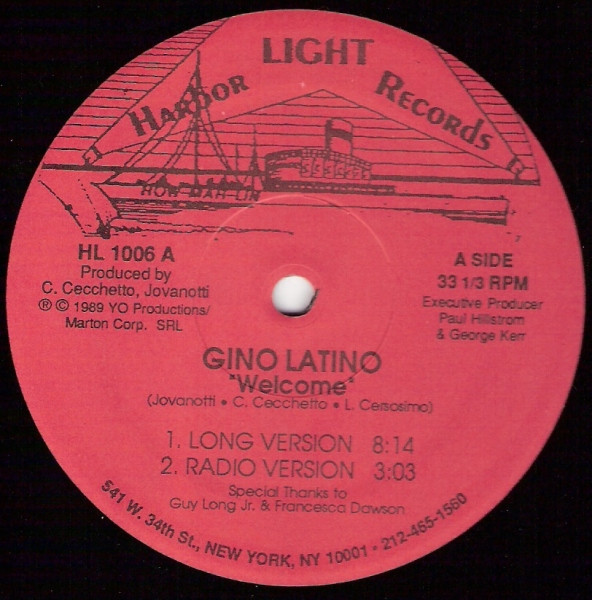 Harbor LIGHT Records
HOW-MAH-LIN
HL 1006 A
Produced by
C. Cecchetto, Jovanotti
℗ © 1989 YO Productions/
Marton Corp. SRL
A SIDE
33 1/3 RPM
Executive Producer
Paul Hillstrom
& George Kerr
GINO LATINO
"Welcome"
(Jovanotti • C. Cecchetto • L. Cersosimo)
1. LONG VERSION 8:14
2. RADIO VERSION 3:03
Special Thanks to
Guy Long Jr. & Francesca Dawson
541 W. 34th St., NEW YORK, NY 10001 • 212-465-1560